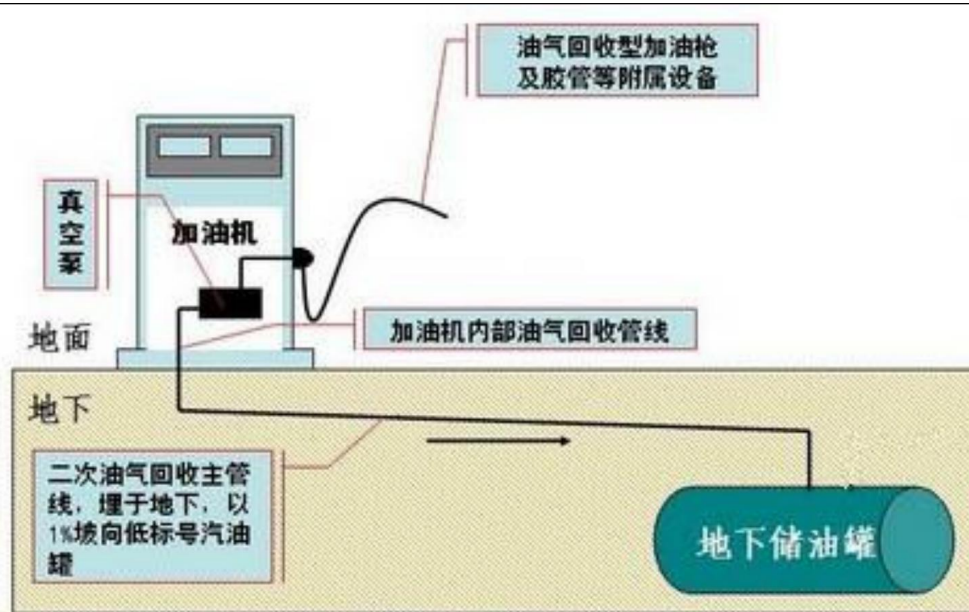 油气回收型加油枪
及胶管等附属设备
真
空
泵
加油机
加油机内部油气回收管线
地面
地下
二次油气回收主管
线，埋于地下，以
1%坡向低标号汽油
罐
地下储油罐